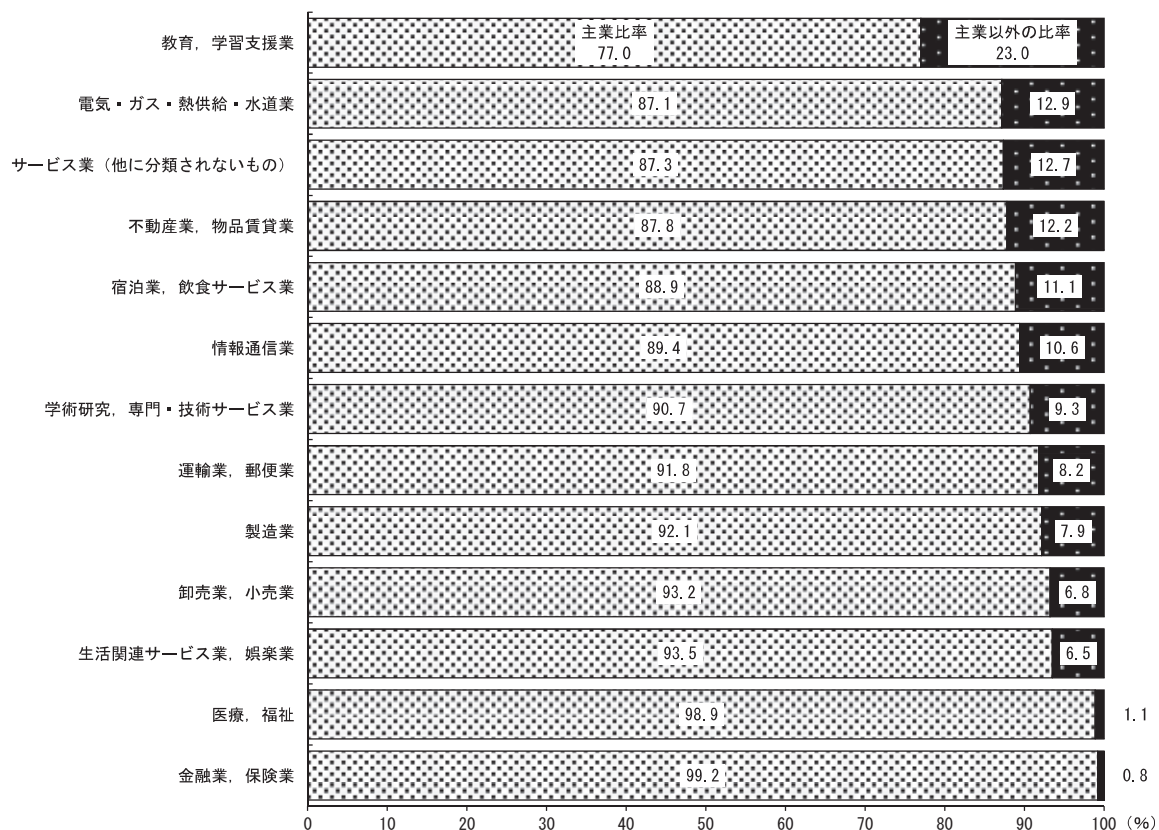 教育，学習支援業
主業比率
77.0
主業以外の比率
23.0
電気・ガス・熱供給・水道業
87.1
12.9
サービス業（他に分類されないもの）
87.3
12.7
不動産業，物品賃貸業
87.8
12.2
宿泊業，飲食サービス業
88.9
11.1
情報通信業
89.4
10.6
学術研究，専門・技術サービス業
90.7
9.3
運輸業，郵便業
91.8
8.2
製造業
92.1
7.9
卸売業，小売業
93.2
6.8
生活関連サービス業，娯楽業
93.5
6.5
医療，福祉
98.9
1.1
金融業，保険業
99.2
0.8
0 10 20 30 40 50 60 70 80 90 100 (%)